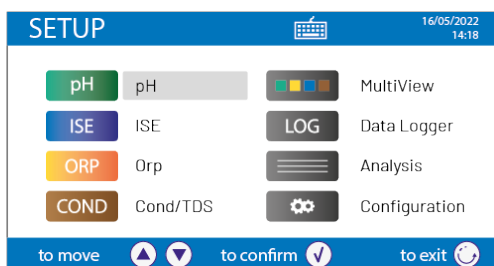 SETUP
16/05/2022
14:18
pH pH
MultiView
ISE ISE
LOG Data Logger
ORP Orp
Analysis
COND Cond/TDS
Configuration
to move to confirm to exit